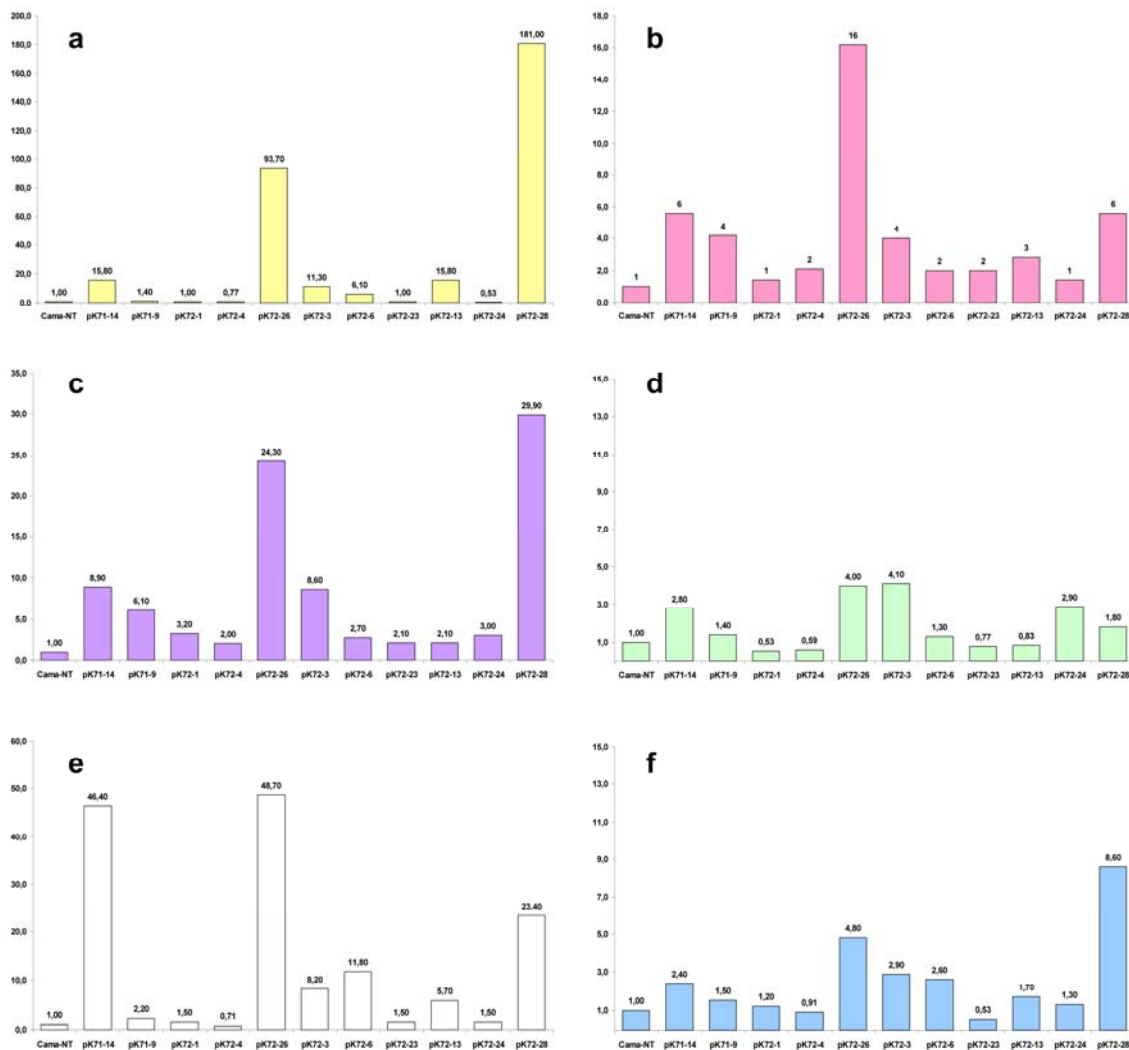 200,0
180,0
160,0
140,0
120,0
100,0
80,0
60,0
40,0
20,0
0,0
a
1,00 15,80 1,40 1,00 0,77 93,70 11,30 6,10 1,00 15,80 0,53 181,00
Cama-NT pK71-14 pK71-9 pK72-1 pK72-4 pK72-26 pK72-3 pK72-6 pK72-23 pK72-13 pK72-24 pK72-28
18,0
16,0
14,0
12,0
10,0
8,0
6,0
4,0
2,0
0,0
b
1 6 4 1 2 16 4 2 2 3 1 6
Cama-NT pK71-14 pK71-9 pK72-1 pK72-4 pK72-26 pK72-3 pK72-6 pK72-23 pK72-13 pK72-24 pK72-28
35,0
30,0
25,0
20,0
15,0
10,0
5,0
0,0
c
1,00 8,90 6,10 3,20 2,00 24,30 8,60 2,70 2,10 2,10 3,00 29,90
Cama-NT pK71-14 pK71-9 pK72-1 pK72-4 pK72-26 pK72-3 pK72-6 pK72-23 pK72-13 pK72-24 pK72-28
15,0
13,0
11,0
9,0
7,0
5,0
3,0
1,0
d
1,00 2,80 1,40 0,53 0,59 4,00 4,10 1,30 0,77 0,83 2,90 1,80
Cama-NT pK71-14 pK71-9 pK72-1 pK72-4 pK72-26 pK72-3 pK72-6 pK72-23 pK72-13 pK72-24 pK72-28
60,0
50,0
40,0
30,0
20,0
10,0
0,0
e
1,00 46,40 2,20 1,50 0,71 48,70 8,20 11,80 1,50 5,70 1,50 23,40
Cama-NT pK71-14 pK71-9 pK72-1 pK72-4 pK72-26 pK72-3 pK72-6 pK72-23 pK72-13 pK72-24 pK72-28
15,0
13,0
11,0
9,0
7,0
5,0
3,0
1,0
f
1,00 2,40 1,50 1,20 0,91 4,80 2,90 2,60 0,53 1,70 1,30 8,60
Cama-NT pK71-14 pK71-9 pK72-1 pK72-4 pK72-26 pK72-3 pK72-6 pK72-23 pK72-13 pK72-24 pK72-28